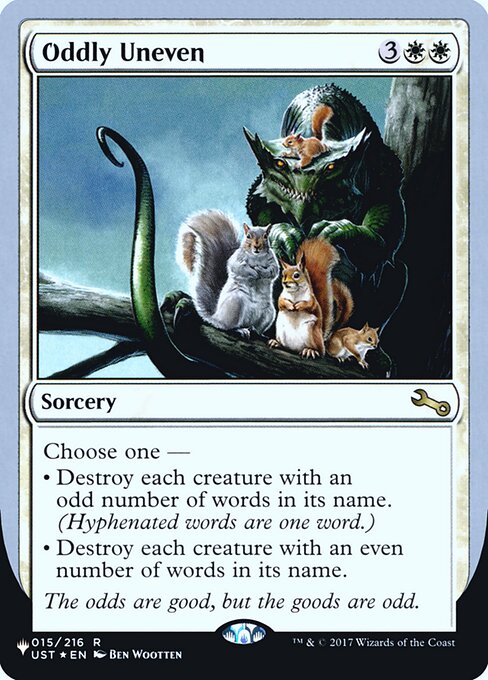 Oddly Uneven 3
Sorcery
Choose one —
• Destroy each creature with an
odd number of words in its name.
(Hyphenated words are one word.)
• Destroy each creature with an even
number of words in its name.
The odds are good, but the goods are odd.
015/216 R
UST ★ EN Ben Wootten
™ & © 2017 Wizards of the Coast